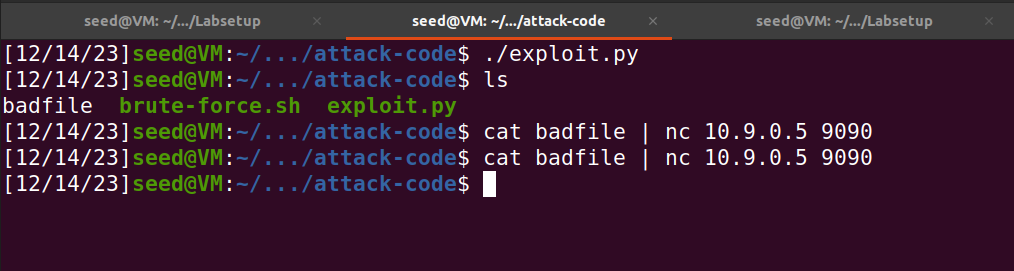 seed@VM: ~/.../Labsetup × seed@VM: ~/.../attack-code × seed@VM: ~/.../Labsetup ×
[12/14/23]seed@VM:~/.../attack-code$ ./exploit.py
[12/14/23]seed@VM:~/.../attack-code$ ls
badfile  brute-force.sh  exploit.py
[12/14/23]seed@VM:~/.../attack-code$ cat badfile | nc 10.9.0.5 9090
[12/14/23]seed@VM:~/.../attack-code$ cat badfile | nc 10.9.0.5 9090
[12/14/23]seed@VM:~/.../attack-code$